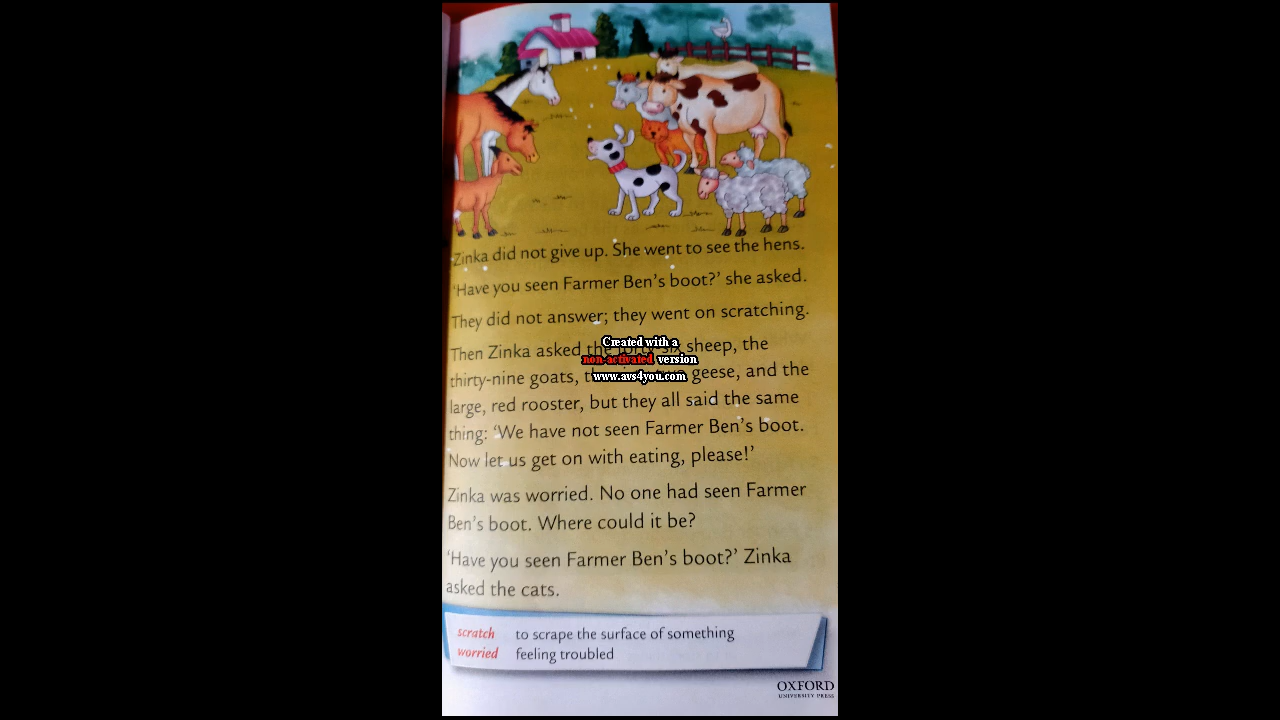 Zinka did not give up. She went to see the hens.
‘Have you seen Farmer Ben’s boot?’ she asked.
They did not answer; they went on scratching.
Then Zinka asked the forty-six sheep, the
Created with a
non-activated version
www.avs4you.com
thirty-nine goats, geese, and the
large, red rooster, but they all said the same
thing: ‘We have not seen Farmer Ben’s boot.
Now let us get on with eating, please!’
Zinka was worried. No one had seen Farmer
Ben’s boot. Where could it be?
‘Have you seen Farmer Ben’s boot?’ Zinka
asked the cats.
scratch to scrape the surface of something
worried feeling troubled
OXFORD
UNIVERSITY PRESS